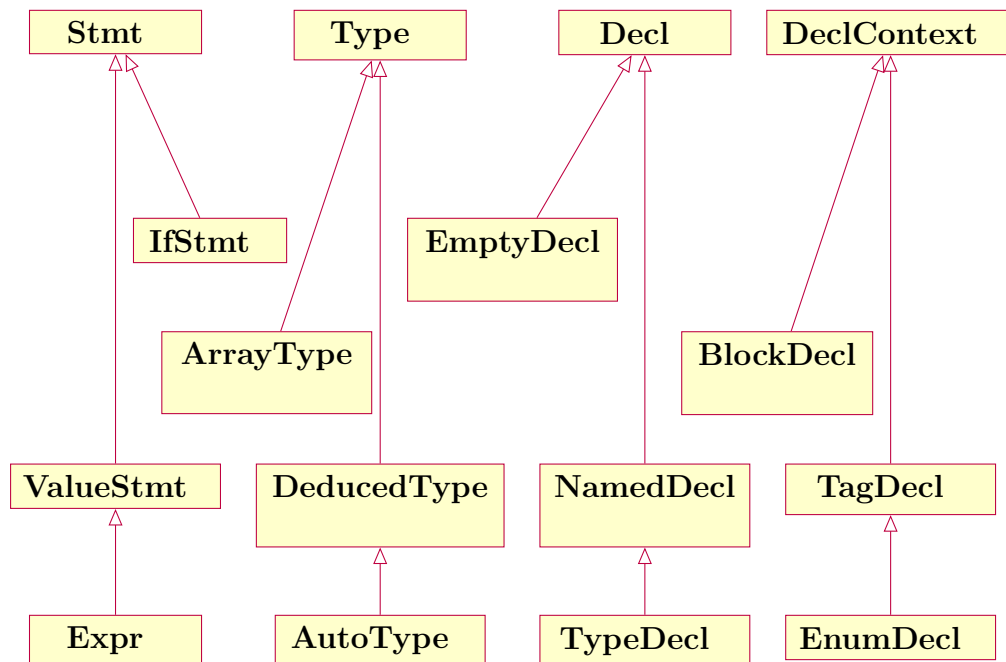 Stmt
Type
Decl
DeclContext
IfStmt
EmptyDecl
ArrayType
BlockDecl
ValueStmt
DeducedType
NamedDecl
TagDecl
Expr
AutoType
TypeDecl
EnumDecl